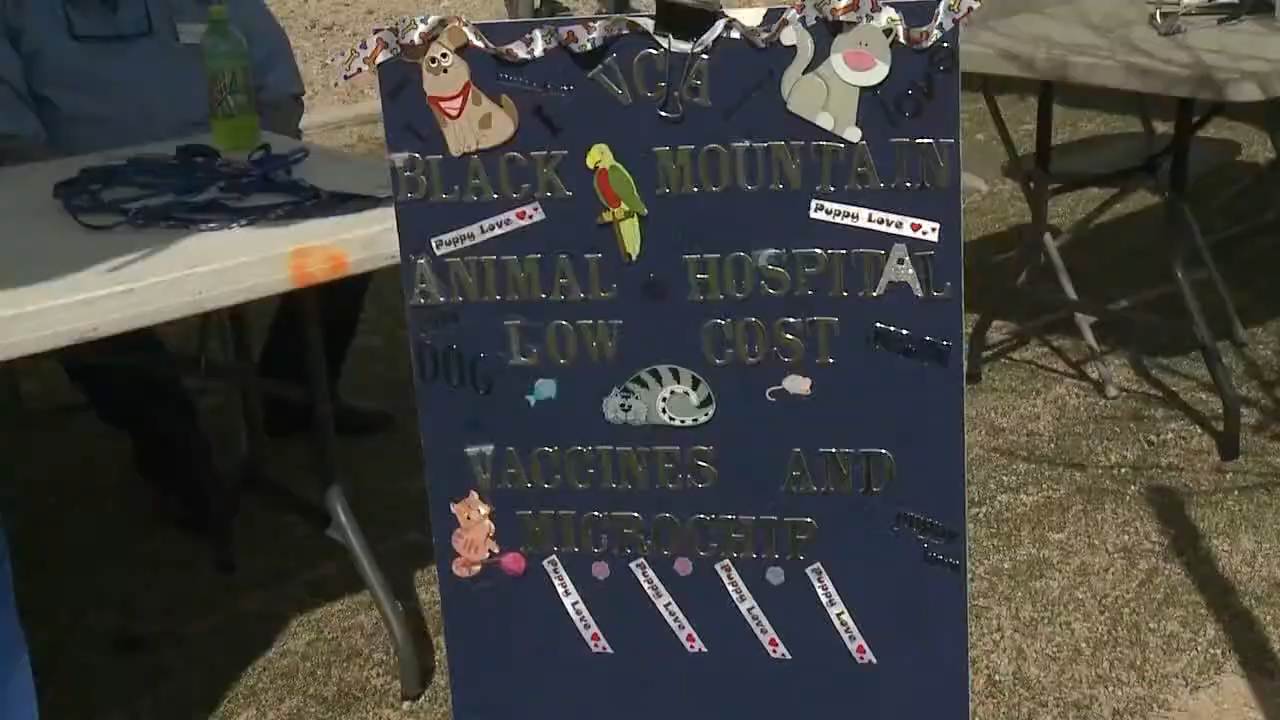 VCA
love
BLACK MOUNTAIN
Puppy Love Puppy Love
ANIMAL HOSPITAL
LOW COST
DOG
VACCINES AND
MICROCHIP
Puppy Love Puppy Love Puppy Love Puppy Love